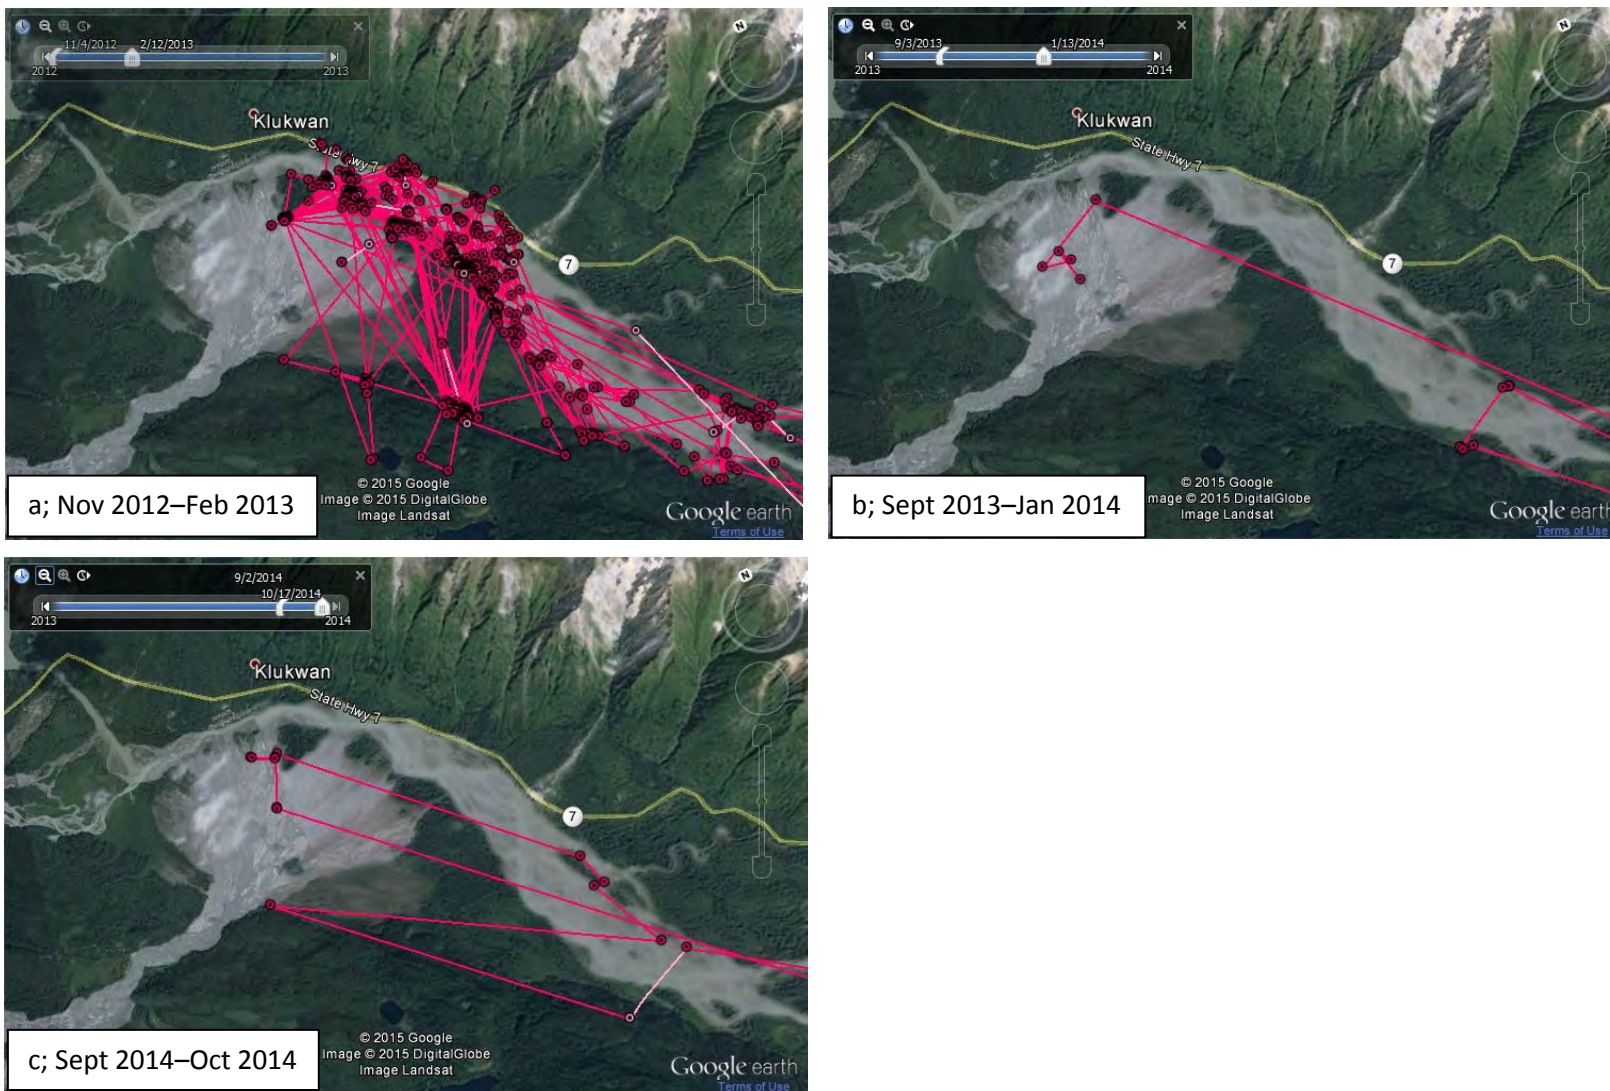 11/4/2012 2/12/2013
2012 2013
N
Klukwan
State Hwy 7
7
© 2015 Google
Image © 2015 DigitalGlobe
Image Landsat
Google earth
Terms of Use
a; Nov 2012–Feb 2013
9/3/2013 1/13/2014
2013 2014
N
Klukwan
State Hwy 7
7
© 2015 Google
mage © 2015 DigitalGlobe
Image Landsat
Google earth
Terms of Use
b; Sept 2013–Jan 2014
9/2/2014
10/17/2014
2013 2014
N
Klukwan
State Hwy 7
7
© 2015 Google
Image © 2015 DigitalGlobe
Image Landsat
Google earth
Terms of Use
c; Sept 2014–Oct 2014